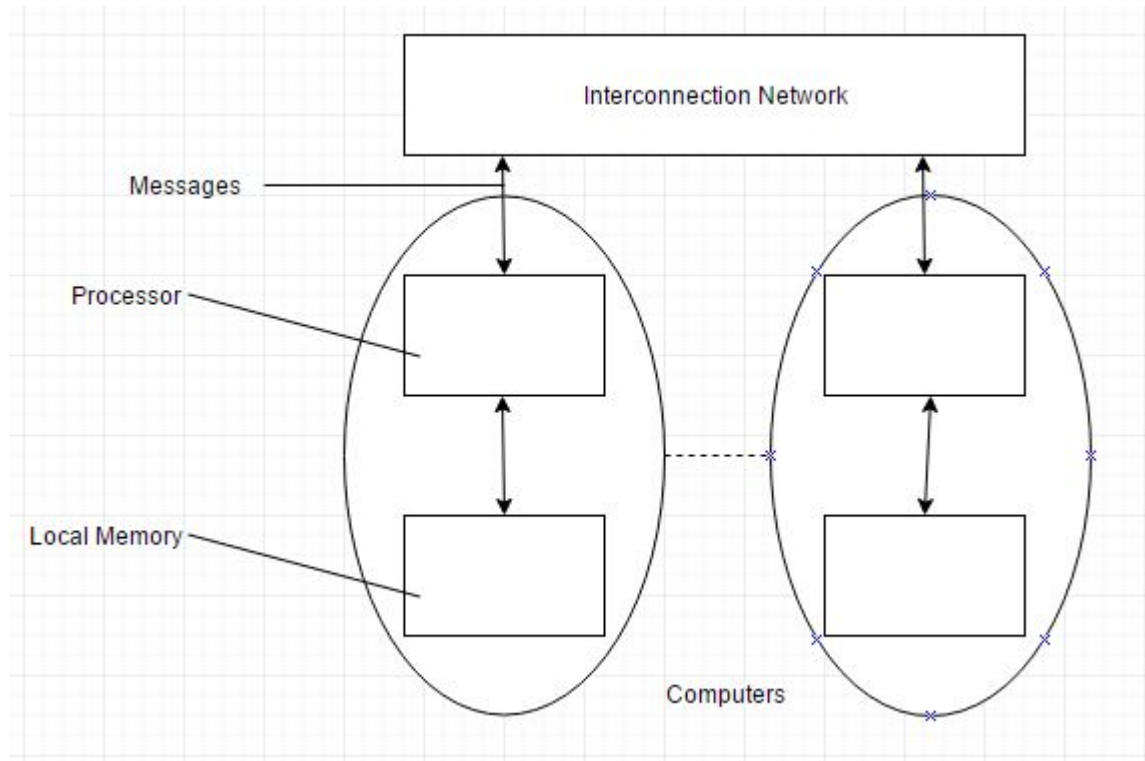 Interconnection Network
Messages
Processor
Local Memory
Computers